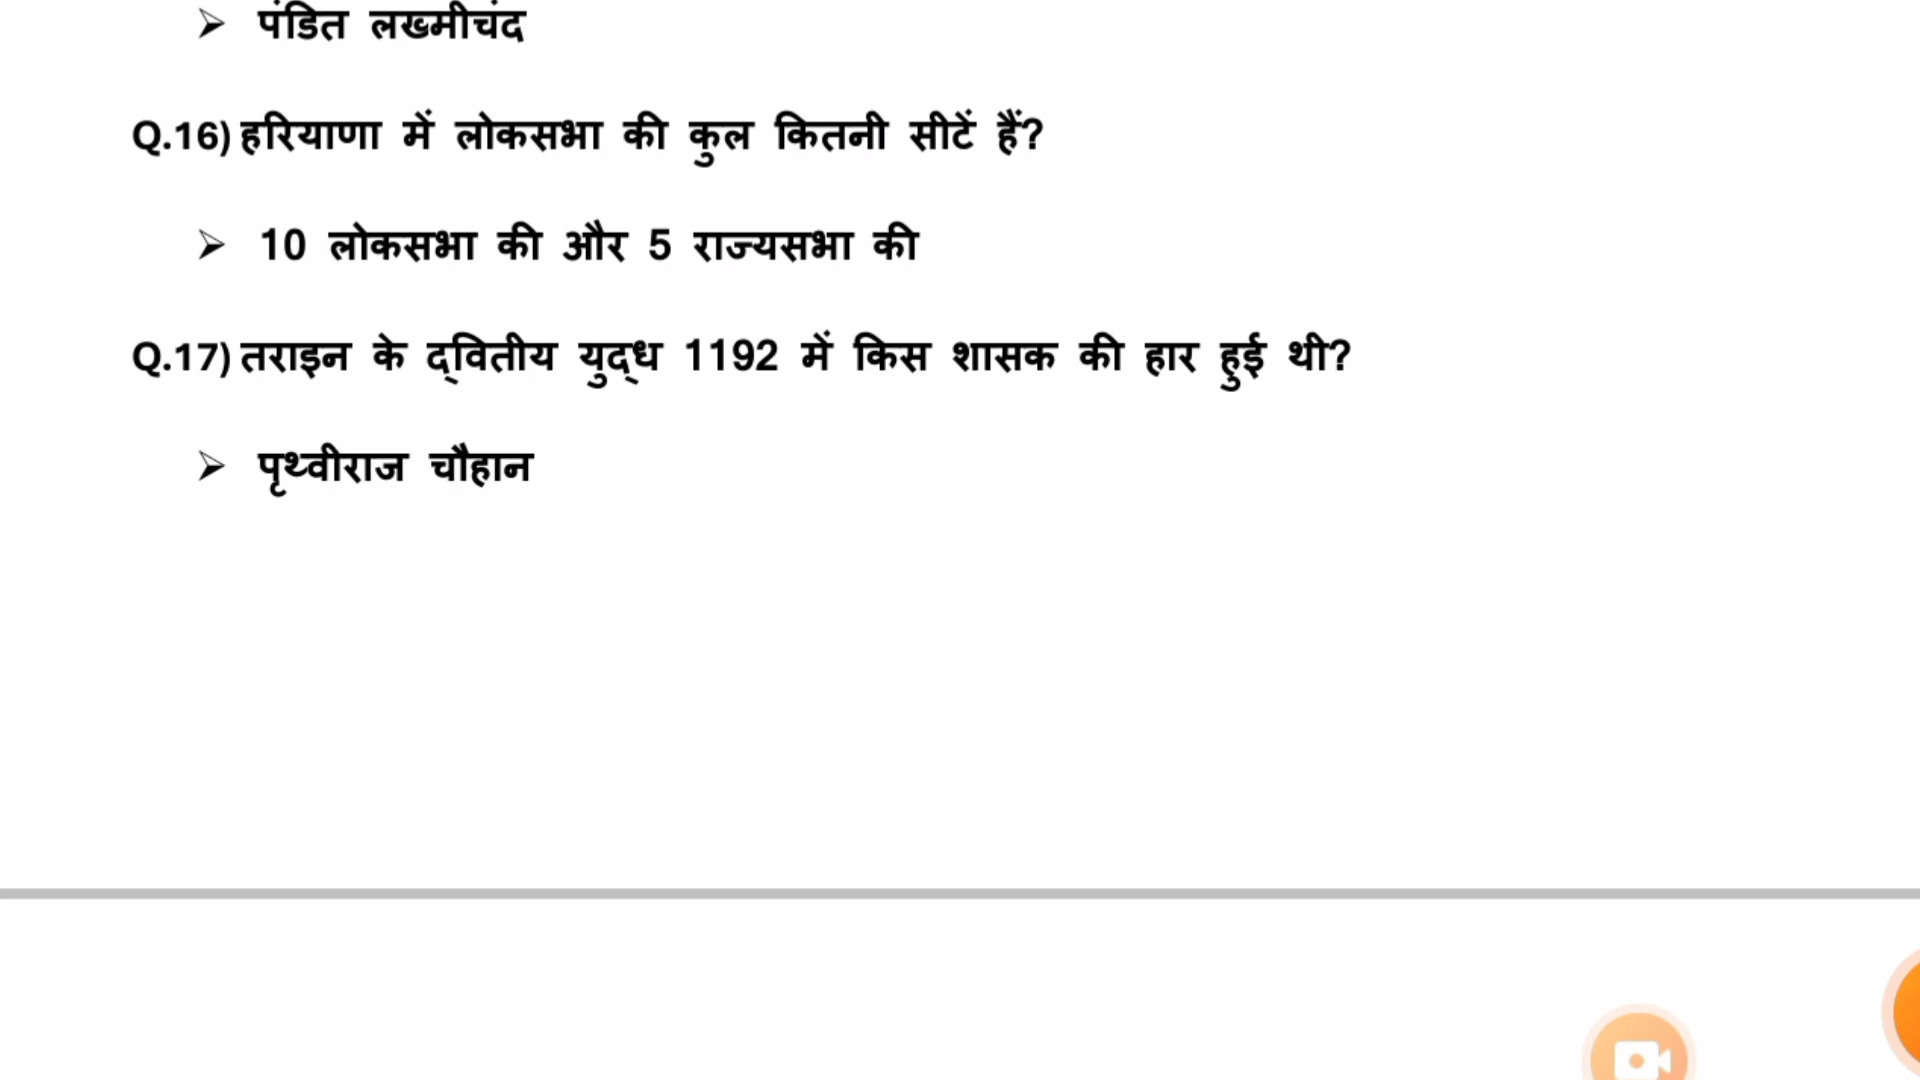 ➢ पंडित लख्मीचंद
Q.16) हरियाणा में लोकसभा की कुल कितनी सीटें हैं?
➢ 10 लोकसभा की और 5 राज्यसभा की
Q.17) तराइन के द्वितीय युद्ध 1192 में किस शासक की हार हुई थी?
➢ पृथ्वीराज चौहान